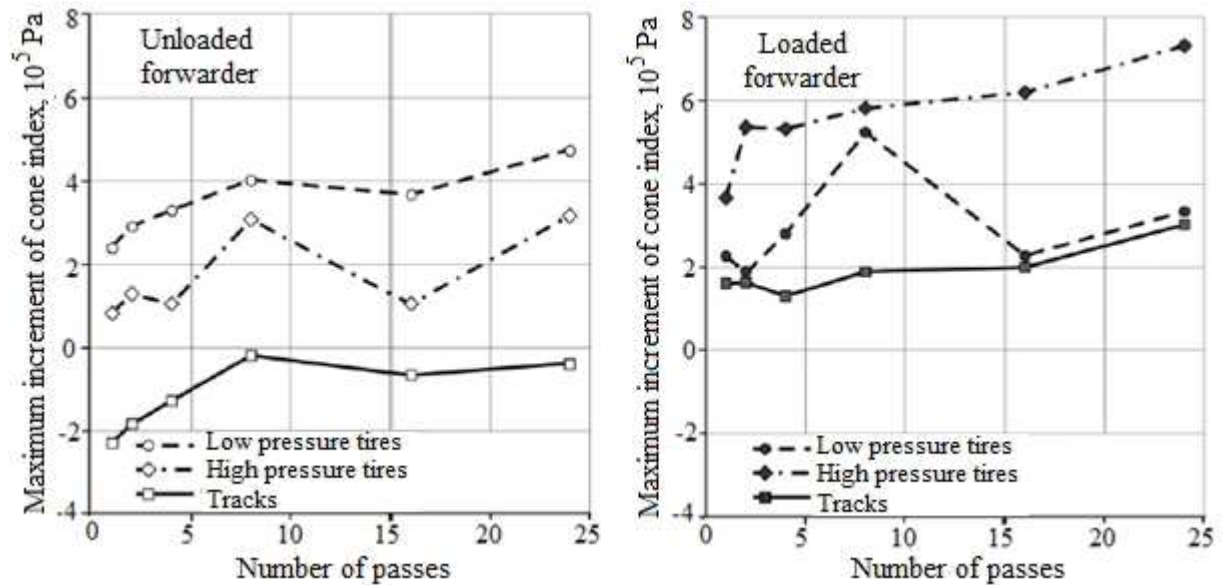 Maximum increment of cone index, 10⁵ Pa
8
6
4
2
0
-2
-4
Unloaded
forwarder
Low pressure tires
High pressure tires
Tracks
0 5 10 15 20 25
Number of passes
Maximum increment of cone index, 10⁵ Pa
8
6
4
2
0
-2
-4
Loaded
forwarder
Low pressure tires
High pressure tires
Tracks
0 5 10 15 20 25
Number of passes